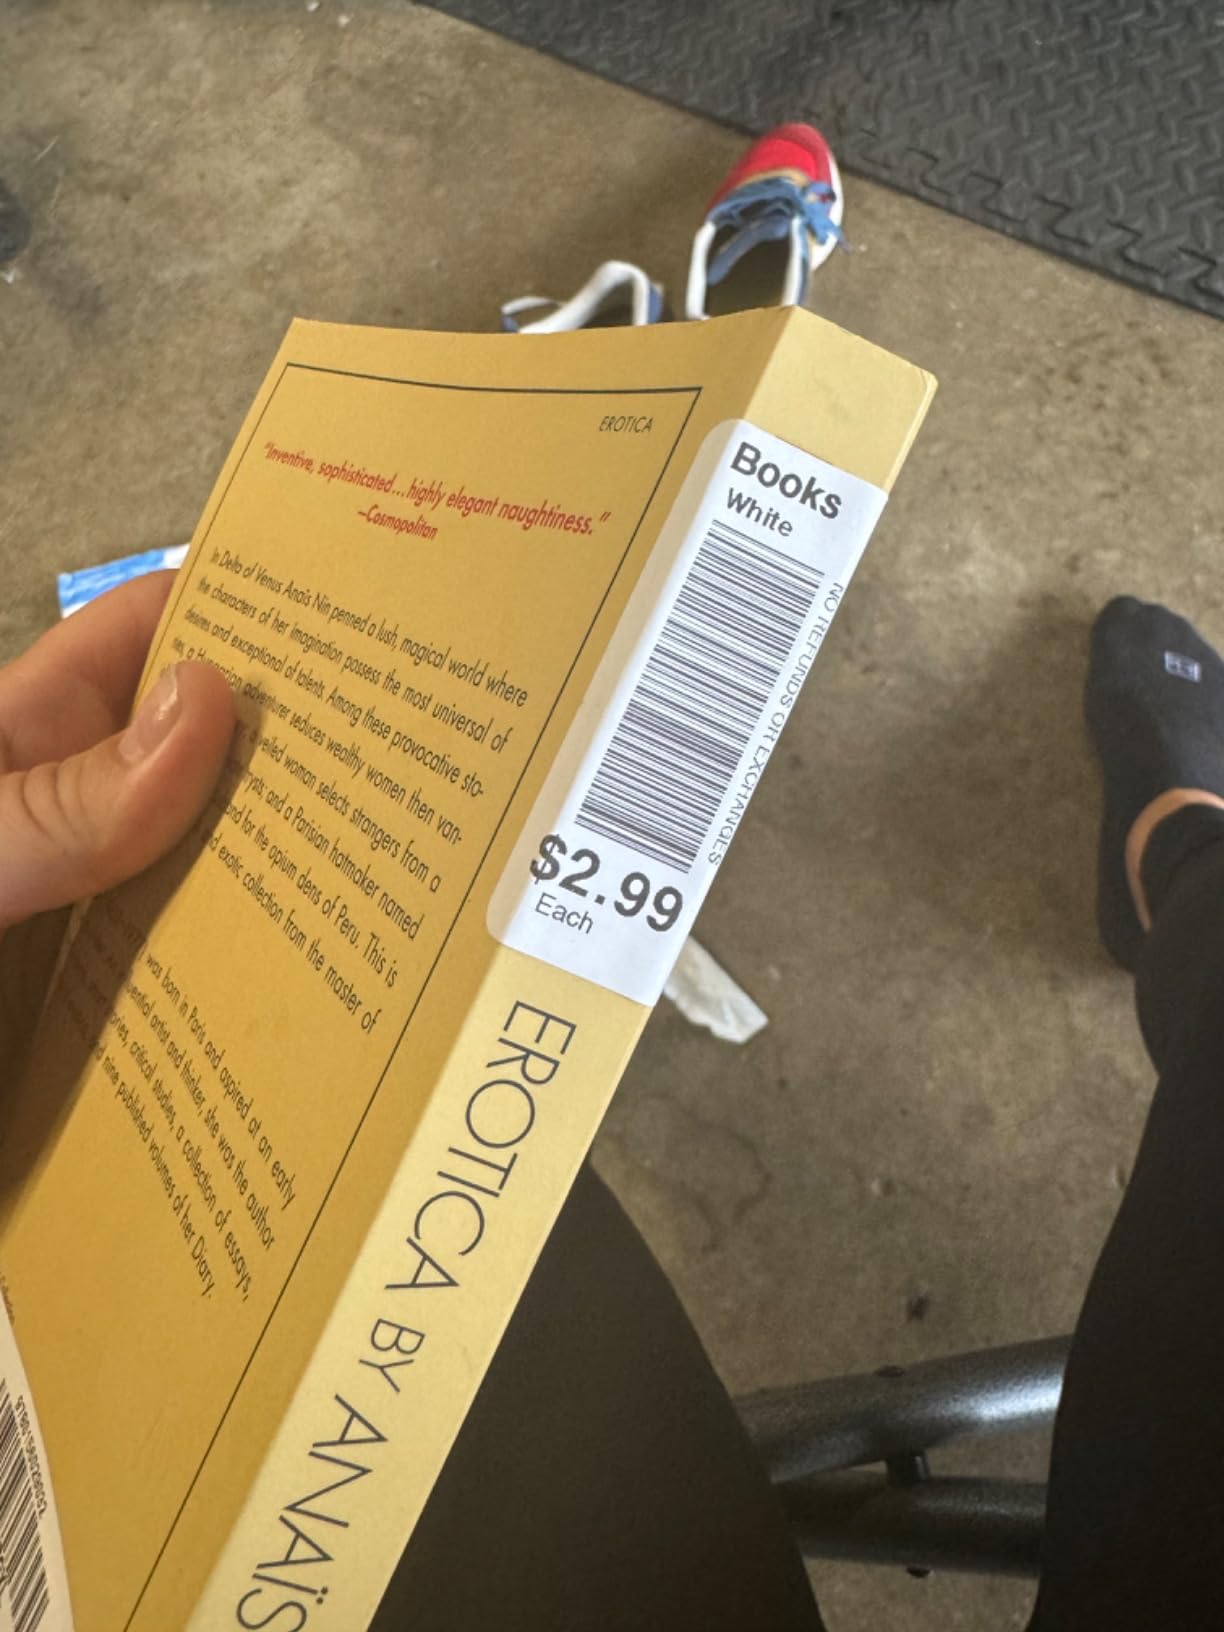 EROTICA
"Inventive, sophisticated...highly elegant naughtiness."
—Cosmopolitan
In Delta of Venus Anaïs Nin penned a lush, magical world where
the characters of her imagination possess the most universal of
desires and exceptional of talents. Among these provocative sto-
ries, a Hungarian adventurer seduces wealthy women then van-
veiled woman selects strangers from a
and a Parisian hatmaker named
for the opium dens of Peru. This is
exotic collection from the master of
was born in Paris and aspired at an early
artist and thinker, she was the author
critical studies, a collection of essays,
nine published volumes of her Diary.
Books
White
NO REFUNDS OR EXCHANGES
$2.99
Each
EROTICA BY ANAÏS